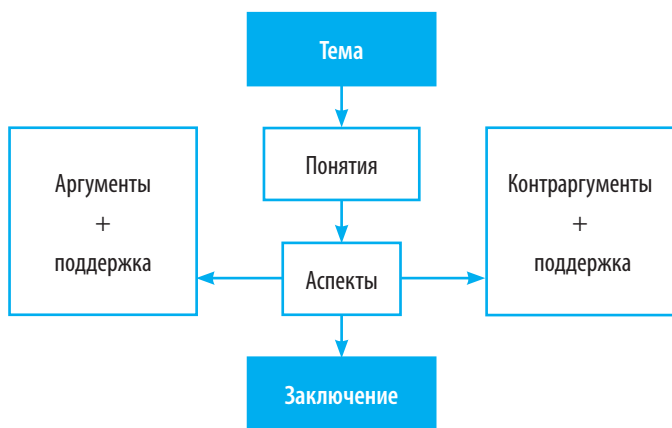 Тема
Понятия
Аргументы
+
поддержка
Контраргументы
+
поддержка
Аспекты
Заключение